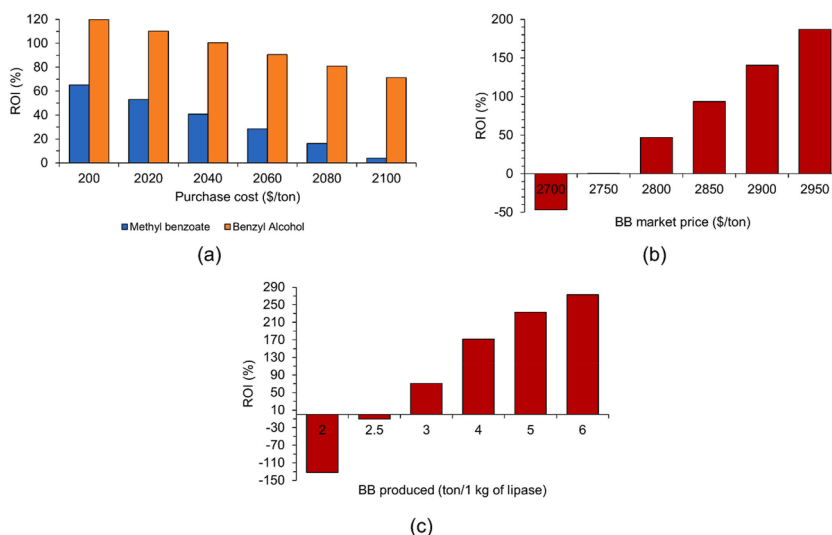 120
100
80
60
40
20
0
ROI (%)
200 2020 2040 2060 2080 2100
Purchase cost ($/ton)
Methyl benzoate Benzyl Alcohol
(a)
200
150
100
50
0
-50
ROI (%)
2700 2750 2800 2850 2900 2950
BB market price ($/ton)
(b)
290
250
210
170
130
90
50
10
-30
-70
-110
-150
ROI (%)
2 2.5 3 4 5 6
BB produced (ton/1 kg of lipase)
(c)